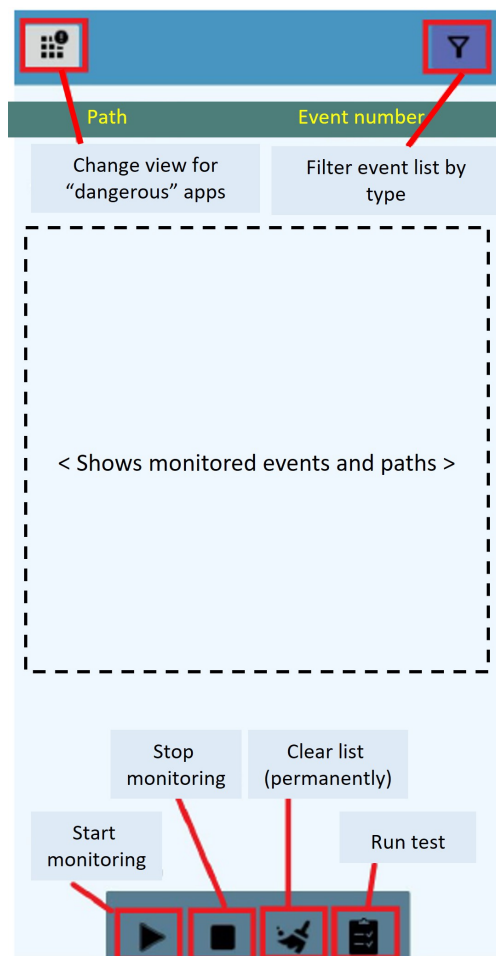 Path Event number
Change view for
“dangerous” apps
Filter event list by
type
< Shows monitored events and paths >
Stop
monitoring
Clear list
(permanently)
Start
monitoring
Run test